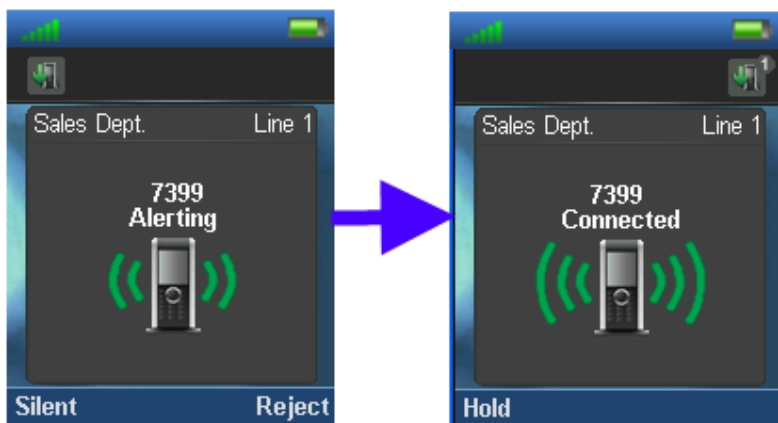 Sales Dept. Line 1
7399
Alerting
Silent Reject
1
Sales Dept. Line 1
7399
Connected
Hold